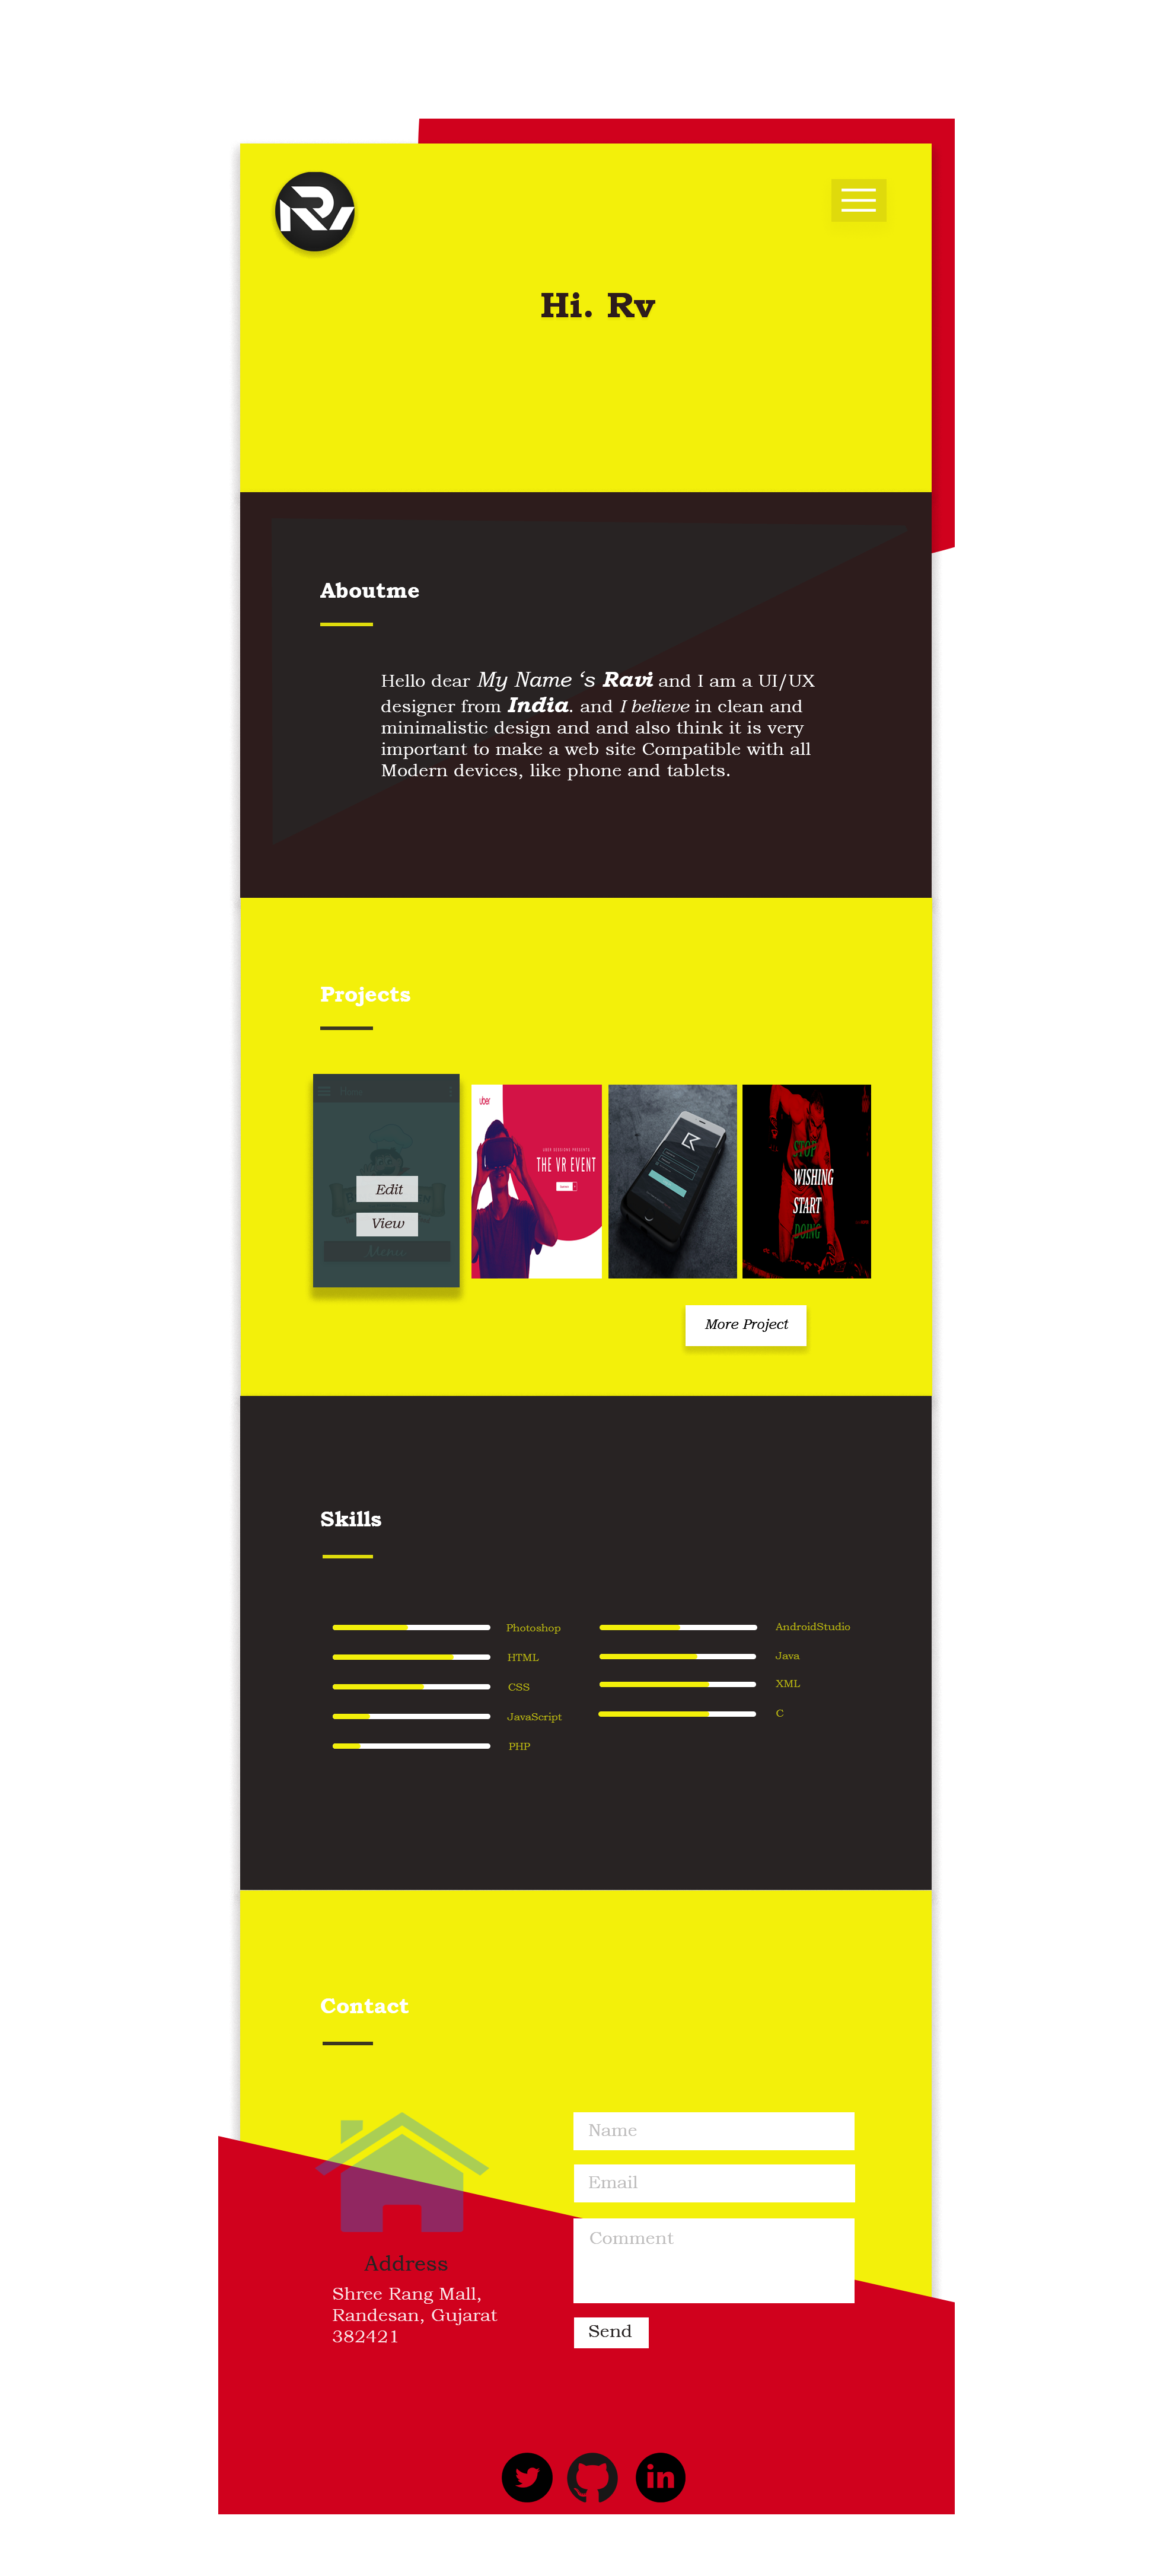 RV
Hi. Rv
Aboutme
Hello dear My Name ‘s Ravi and I am a UI/UX
designer from India. and I believe in clean and
minimalistic design and and also think it is very
important to make a web site Compatible with all
Modern devices, like phone and tablets.
Projects
Edit
View
Menu
uber
THE VR EVENT
STOP
WISHING
START
DOING
More Project
Skills
Photoshop
HTML
CSS
JavaScript
PHP
AndroidStudio
Java
XML
C
Contact
Name
Email
Comment
Send
Address
Shree Rang Mall,
Randesan, Gujarat
382421
in